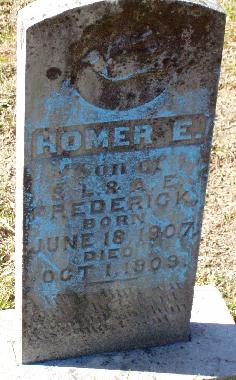 HOMER E.
SON OF
S. L. & A. E.
FREDERICK
BORN
JUNE 18 1907
DIED
OCT. 1. 1909.